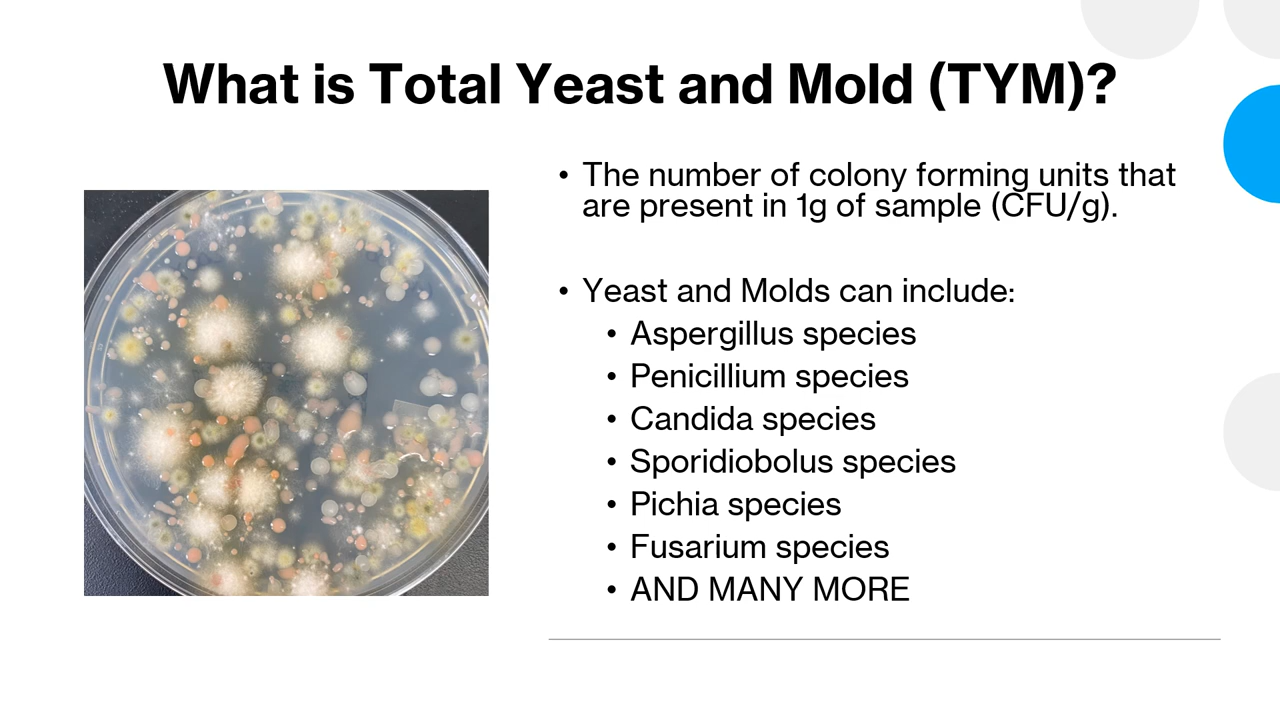 What is Total Yeast and Mold (TYM)?
• The number of colony forming units that
are present in 1g of sample (CFU/g).
• Yeast and Molds can include:
• Aspergillus species
• Penicillium species
• Candida species
• Sporidiobolus species
• Pichia species
• Fusarium species
• AND MANY MORE